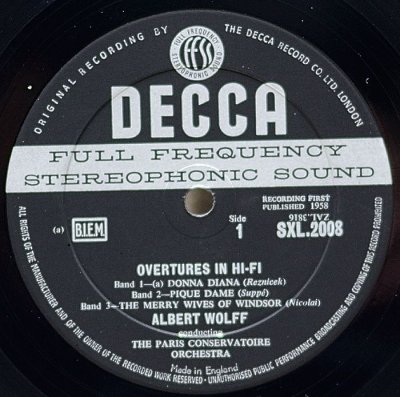 ORIGINAL RECORDING BY THE DECCA RECORD CO. LTD. LONDON
FULL FREQUENCY
ffss
STEREOPHONIC SOUND
DECCA
FULL FREQUENCY
STEREOPHONIC SOUND
RECORDING FIRST
PUBLISHED 1958
(a) B.I.E.M. Side ZAL.9186
1 SXL.2008
OVERTURES IN HI-FI
Band 1—(a) DONNA DIANA (Reznicek)
Band 2—PIQUE DAME (Suppé)
Band 3—THE MERRY WIVES OF WINDSOR (Nicolai)
ALBERT WOLFF
conducting
THE PARIS CONSERVATOIRE
ORCHESTRA
Made in England
ALL RIGHTS OF THE MANUFACTURER AND OF THE OWNER OF THE RECORDED WORK RESERVED · UNAUTHORISED PUBLIC PERFORMANCE BROADCASTING AND COPYING OF THIS RECORD PROHIBITED